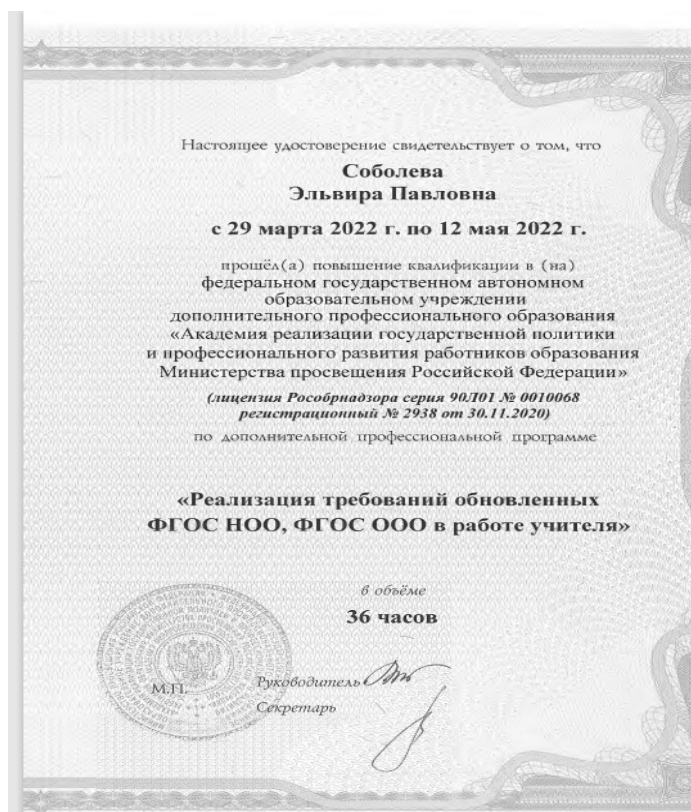 Настоящее удостоверение свидетельствует о том, что
Соболева
Эльвира Павловна
с 29 марта 2022 г. по 12 мая 2022 г.
прошёл(а) повышение квалификации в (на)
федеральном государственном автономном
образовательном учреждении
дополнительного профессионального образования
«Академия реализации государственной политики
и профессионального развития работников образования
Министерства просвещения Российской Федерации»
(лицензия Рособрнадзора серия 90Л01 № 0010068
регистрационный № 2938 от 30.11.2020)
по дополнительной профессиональной программе
«Реализация требований обновленных
ФГОС НОО, ФГОС ООО в работе учителя»
в объёме
36 часов
М.П.
Руководитель
Секретарь